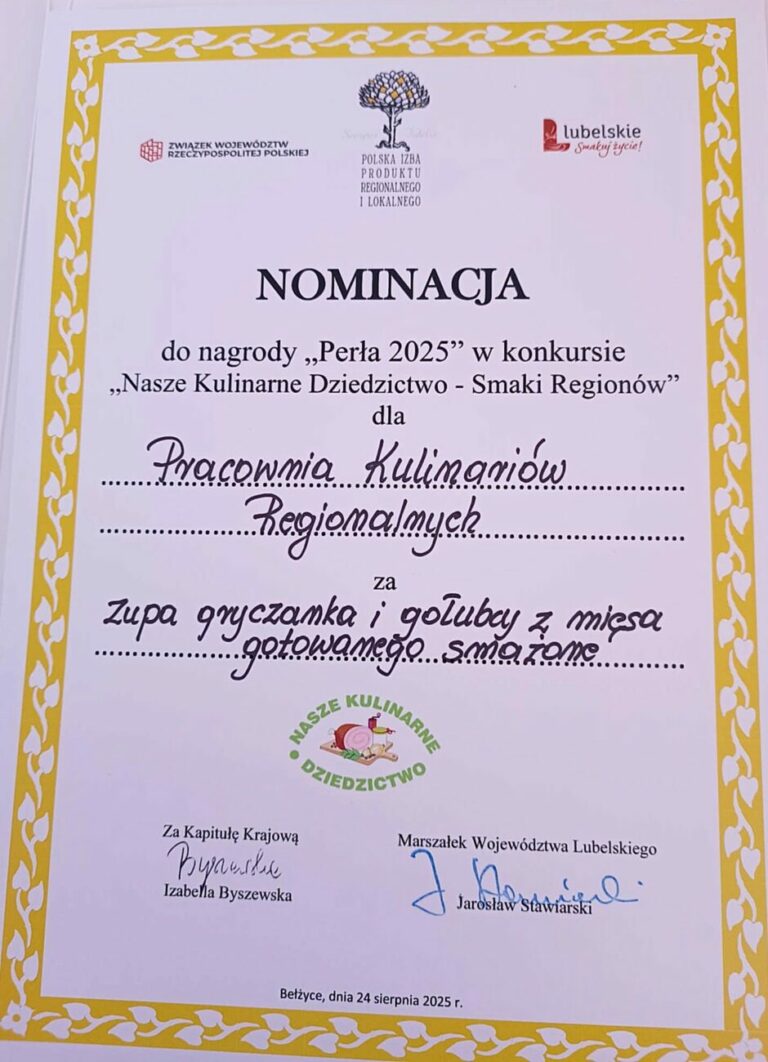 ZWIĄZEK WOJEWÓDZTW
RZECZYPOSPOLITEJ POLSKIEJ
POLSKA IZBA
PRODUKTU
REGIONALNEGO
I LOKALNEGO
lubelskie
Smakuj życie!
NOMINACJA
do nagrody „Perła 2025” w konkursie
„Nasze Kulinarne Dziedzictwo - Smaki Regionów”
dla
Pracownia Kulinariów
Regionalnych
za
zupa gryczanka i gołubcy z mięsa
gotowanego smażone
NASZE KULINARNE
DZIEDZICTWO
Za Kapitułę Krajową
Izabella Byszewska
Marszałek Województwa Lubelskiego
Jarosław Stawiarski
Bełżyce, dnia 24 sierpnia 2025 r.